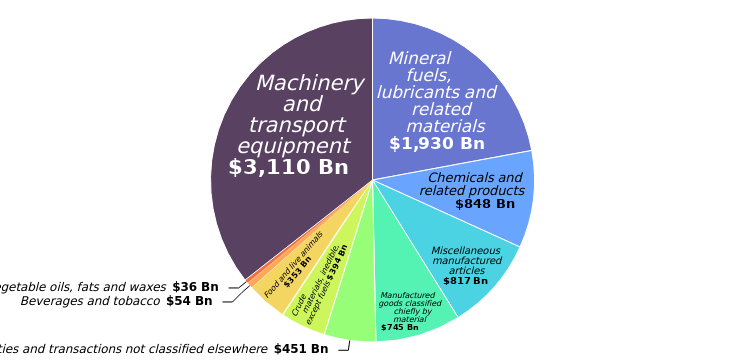 Mineral
fuels,
lubricants and
related
materials
$1,930 Bn
Machinery
and
transport
equipment
$3,110 Bn
Chemicals and
related products
$848 Bn
Miscellaneous
manufactured
articles
$817 Bn
Manufactured
goods classified
chiefly by
material
$745 Bn
Crude
materials, inedible,
except fuels $394 Bn
Food and live animals
$353 Bn
oils, fats and waxes $36 Bn
Beverages and tobacco $54 Bn
and transactions not classified elsewhere $451 Bn